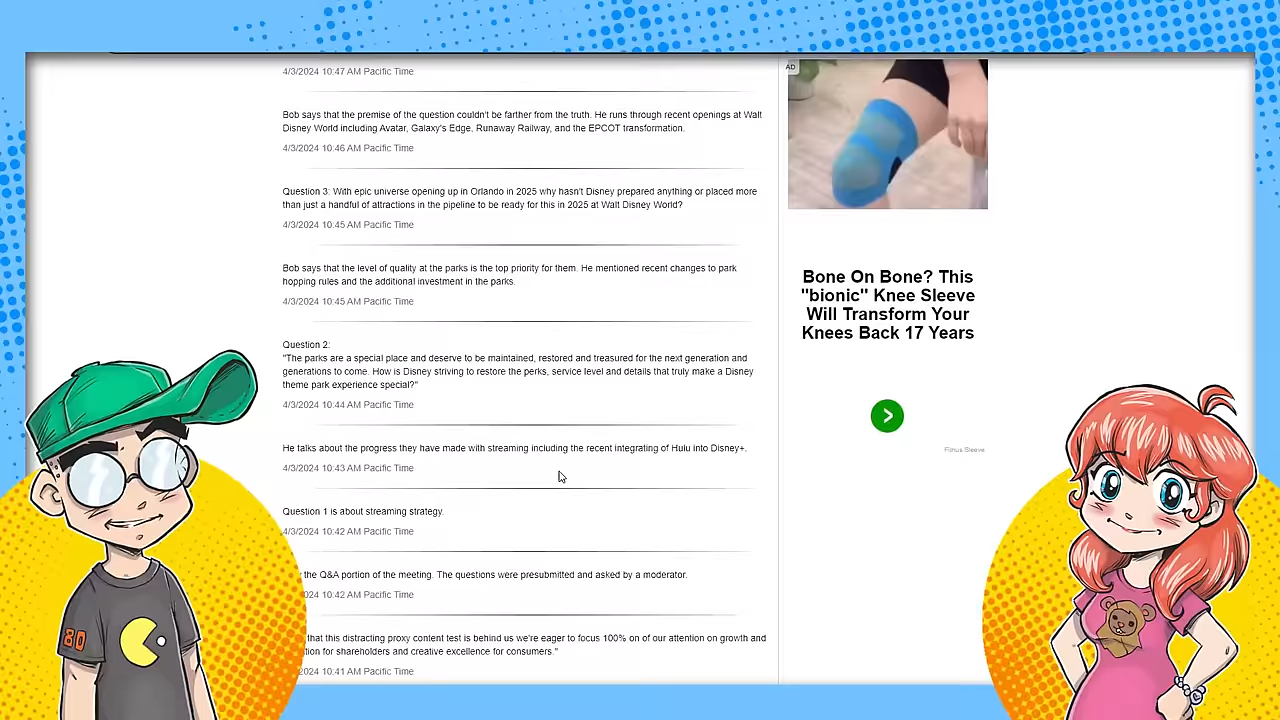 4/3/2024 10:47 AM Pacific Time
Bob says that the premise of the question couldn't be farther from the truth. He runs through recent openings at Walt
Disney World including Avatar, Galaxy's Edge, Runaway Railway, and the EPCOT transformation.
4/3/2024 10:46 AM Pacific Time
Question 3: With epic universe opening up in Orlando in 2025 why hasn't Disney prepared anything or placed more
than just a handful of attractions in the pipeline to be ready for this in 2025 at Walt Disney World?
4/3/2024 10:45 AM Pacific Time
Bob says that the level of quality at the parks is the top priority for them. He mentioned recent changes to park
hopping rules and the additional investment in the parks.
4/3/2024 10:45 AM Pacific Time
Question 2:
"The parks are a special place and deserve to be maintained, restored and treasured for the next generation and
generations to come. How is Disney striving to restore the perks, service level and details that truly make a Disney
theme park experience special?"
4/3/2024 10:44 AM Pacific Time
He talks about the progress they have made with streaming including the recent integrating of Hulu into Disney+.
4/3/2024 10:43 AM Pacific Time
Question 1 is about streaming strategy.
4/3/2024 10:42 AM Pacific Time
the Q&A portion of the meeting. The questions were presubmitted and asked by a moderator.
024 10:42 AM Pacific Time
that this distracting proxy content test is behind us we're eager to focus 100% on of our attention on growth and
tion for shareholders and creative excellence for consumers."
2024 10:41 AM Pacific Time
AD
Bone On Bone? This
"bionic" Knee Sleeve
Will Transform Your
Knees Back 17 Years
Sleeve
80